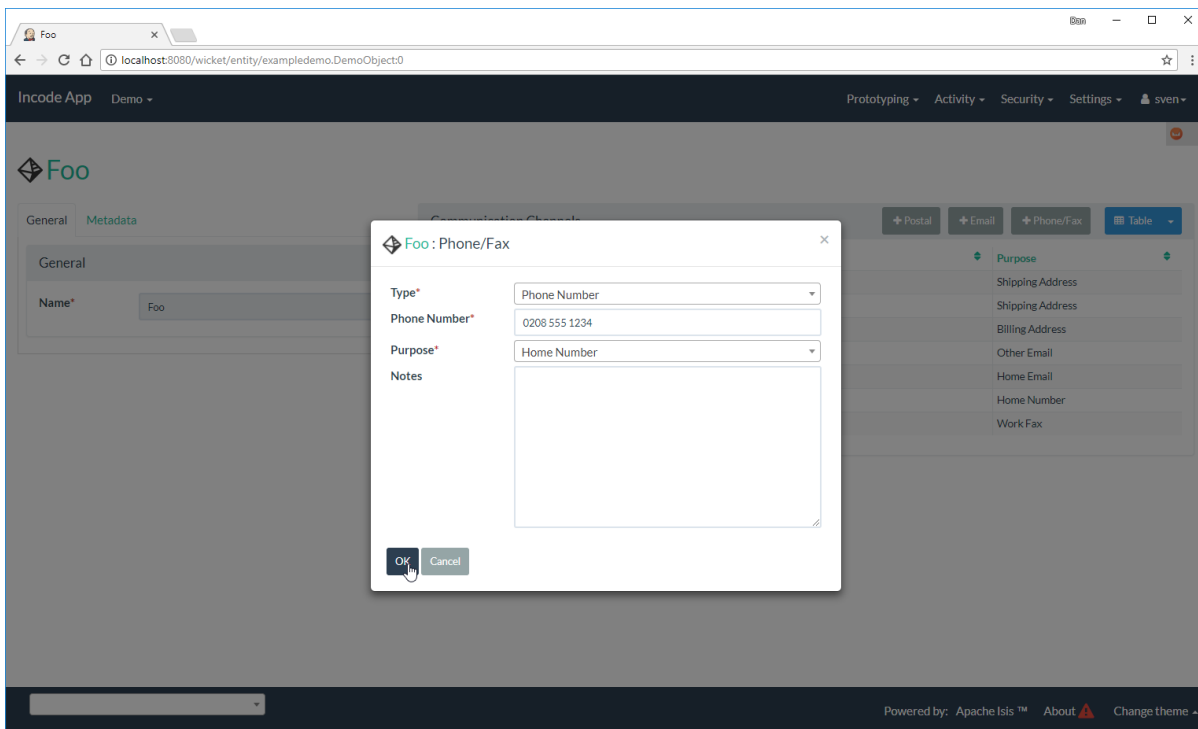 Foo
Dan
localhost:8080/wicket/entity/exampledemo.DemoObject:0
Incode App Demo Prototyping Activity Security Settings sven
Foo
General Metadata Communication Channels + Postal + Email + Phone/Fax Table
General
Name* Foo
Purpose
Shipping Address
Shipping Address
Billing Address
Other Email
Home Email
Home Number
Work Fax
Foo : Phone/Fax ×
Type* Phone Number
Phone Number* 0208 555 1234
Purpose* Home Number
Notes
OK Cancel
Powered by: Apache Isis ™ About Change theme